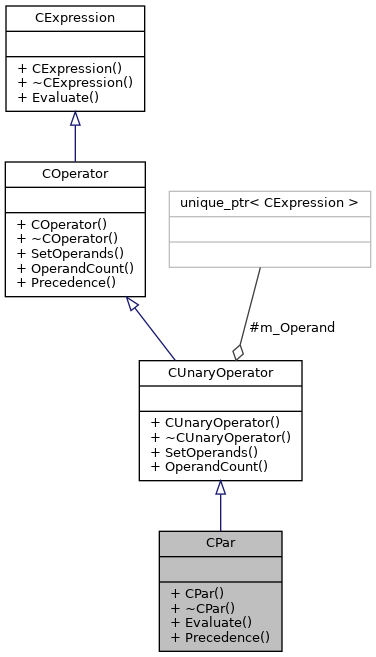 CExpression
+ CExpression()
+ ~CExpression()
+ Evaluate()
COperator
+ COperator()
+ ~COperator()
+ SetOperands()
+ OperandCount()
+ Precedence()
unique_ptr< CExpression >
#m_Operand
CUnaryOperator
+ CUnaryOperator()
+ ~CUnaryOperator()
+ SetOperands()
+ OperandCount()
CPar
+ CPar()
+ ~CPar()
+ Evaluate()
+ Precedence()